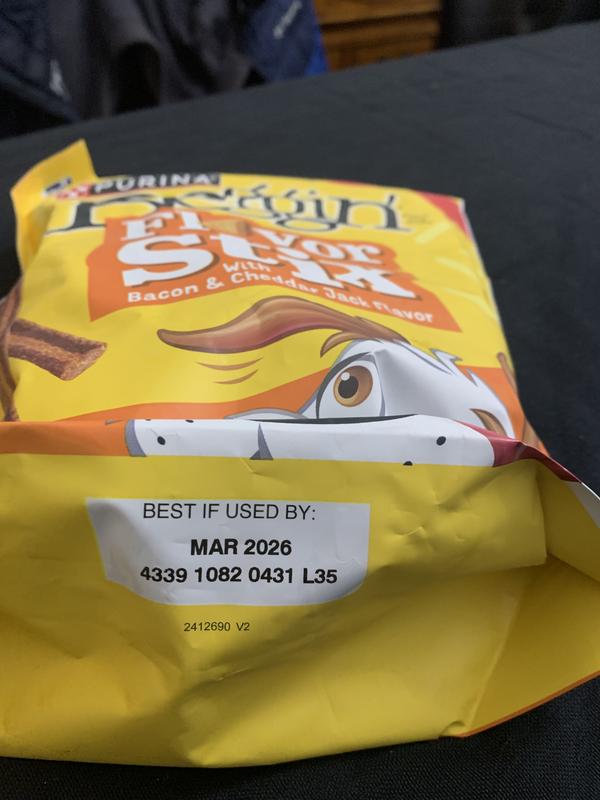 PURINA
Beggin'
Flavor
Stix
With
Bacon & Cheddar Jack Flavor
BEST IF USED BY:
MAR 2026
4339 1082 0431 L35
2412690 V2